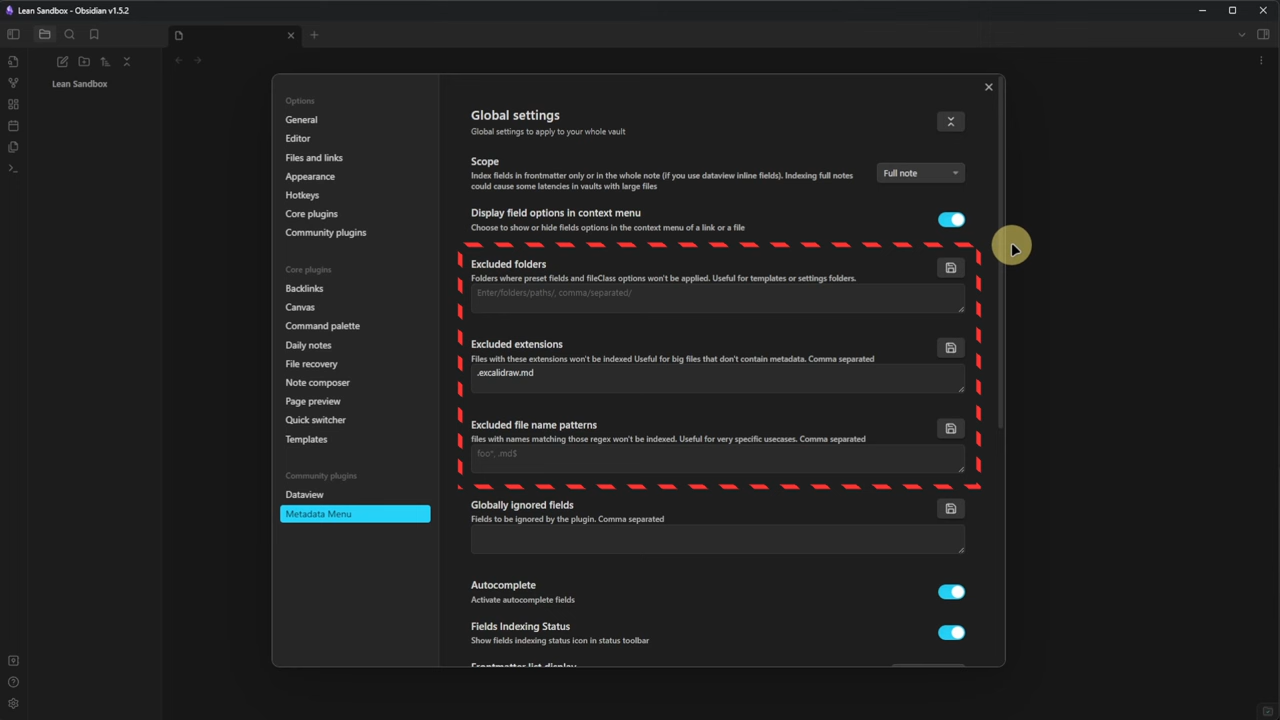 Lean Sandbox - Obsidian v1.5.2
Lean Sandbox
Options
General
Editor
Files and links
Appearance
Hotkeys
Core plugins
Community plugins
Core plugins
Backlinks
Canvas
Command palette
Daily notes
File recovery
Note composer
Page preview
Quick switcher
Templates
Community plugins
Dataview
Metadata Menu
Global settings
Global settings to apply to your whole vault
Scope
Index fields in frontmatter only or in the whole note (if you use dataview inline fields). Indexing full notes
could cause some latencies in vaults with large files
Full note
Display field options in context menu
Choose to show or hide fields options in the context menu of a link or a file
Excluded folders
Folders where preset fields and fileClass options won't be applied. Useful for templates or settings folders.
Enter/folders/paths/, comma/separated/
Excluded extensions
Files with these extensions won't be indexed Useful for big files that don't contain metadata. Comma separated
.excalidraw.md
Excluded file name patterns
files with names matching those regex won't be indexed. Useful for very specific usecases. Comma separated
foo*, .md$
Globally ignored fields
Fields to be ignored by the plugin. Comma separated
Autocomplete
Activate autocomplete fields
Fields Indexing Status
Show fields indexing status icon in status toolbar
Frontmatter list display